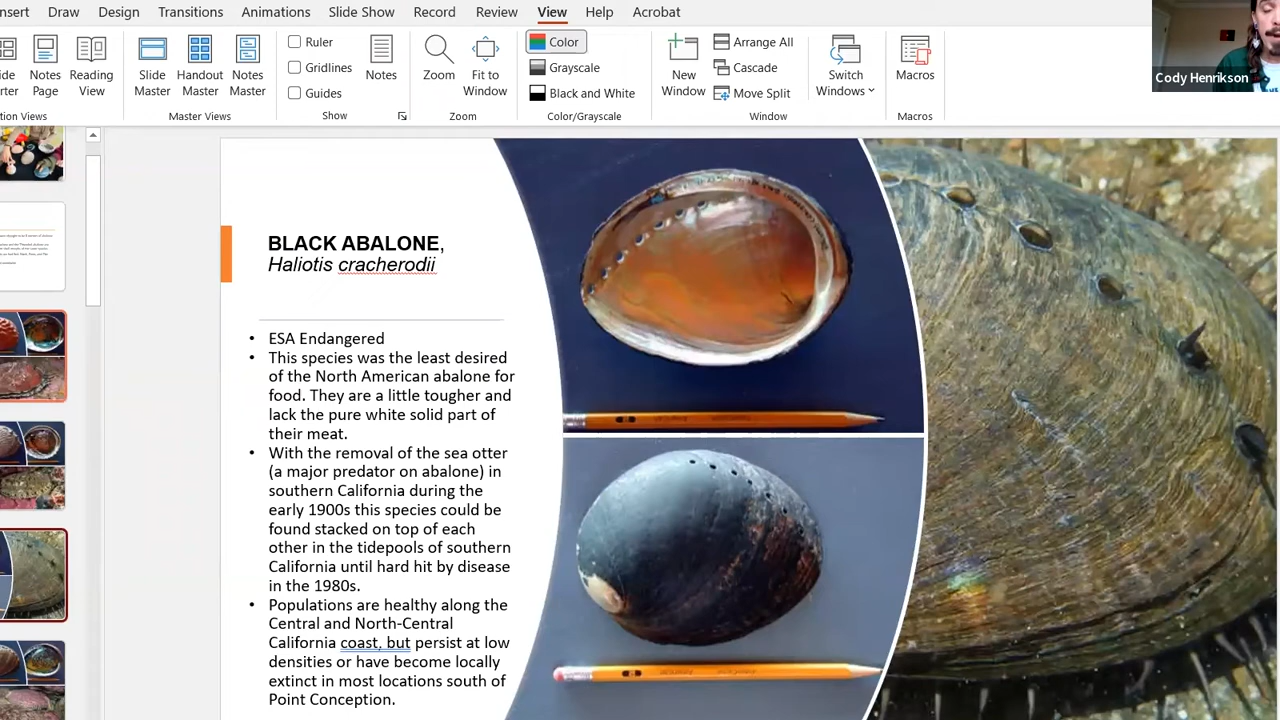 nsert Draw Design Transitions Animations Slide Show Record Review View Help Acrobat
Notes Page
Reading View
Slide Master
Handout Master
Notes Master
Ruler
Gridlines
Guides
Notes
Zoom
Fit to Window
Color
Grayscale
Black and White
New Window
Arrange All
Cascade
Move Split
Switch Windows
Macros
Master Views
Show
Zoom
Color/Grayscale
Window
Macros
Cody Henrikson
BLACK ABALONE,
Haliotis cracherodii
• ESA Endangered
• This species was the least desired
of the North American abalone for
food. They are a little tougher and
lack the pure white solid part of
their meat.
• With the removal of the sea otter
(a major predator on abalone) in
southern California during the
early 1900s this species could be
found stacked on top of each
other in the tidepools of southern
California until hard hit by disease
in the 1980s.
• Populations are healthy along the
Central and North-Central
California coast, but persist at low
densities or have become locally
extinct in most locations south of
Point Conception.